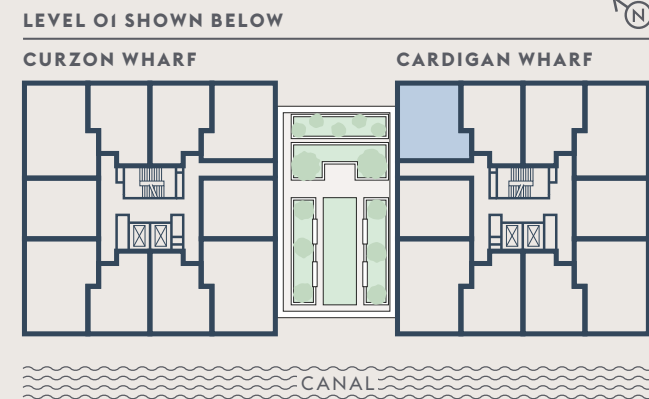 LEVEL 01 SHOWN BELOW
N
CURZON WHARF
CARDIGAN WHARF
CANAL